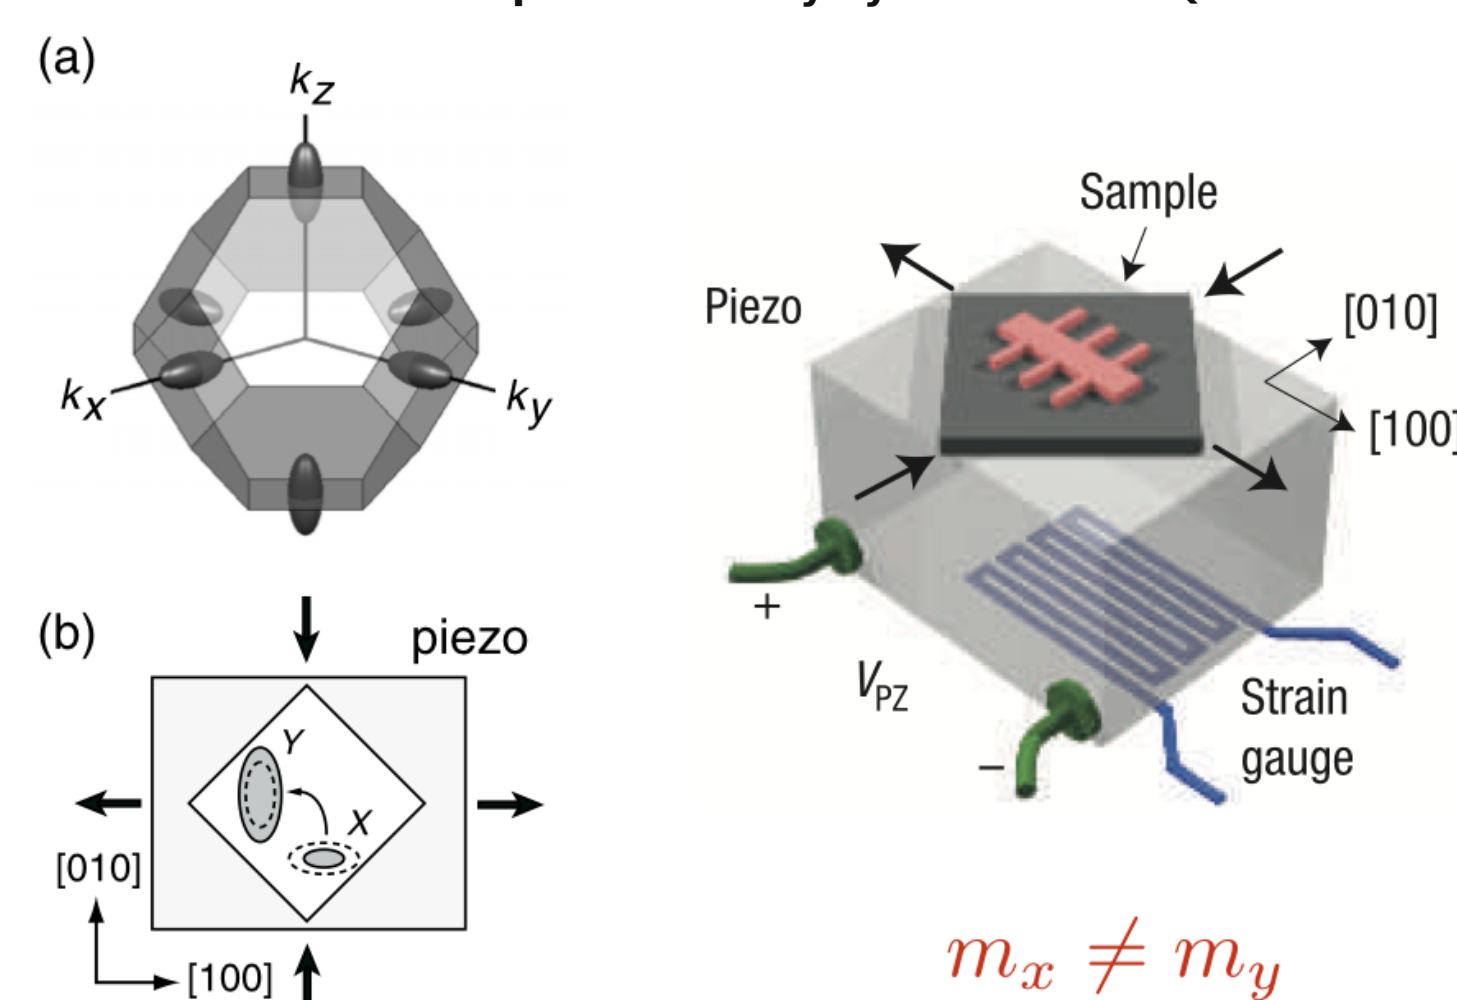 (a)
k_z
k_x
k_y
(b)
piezo
Y
X
[010]
[100]
Sample
Piezo
[010]
[100]
+
V_PZ
−
Strain
gauge
m_x ≠ m_y